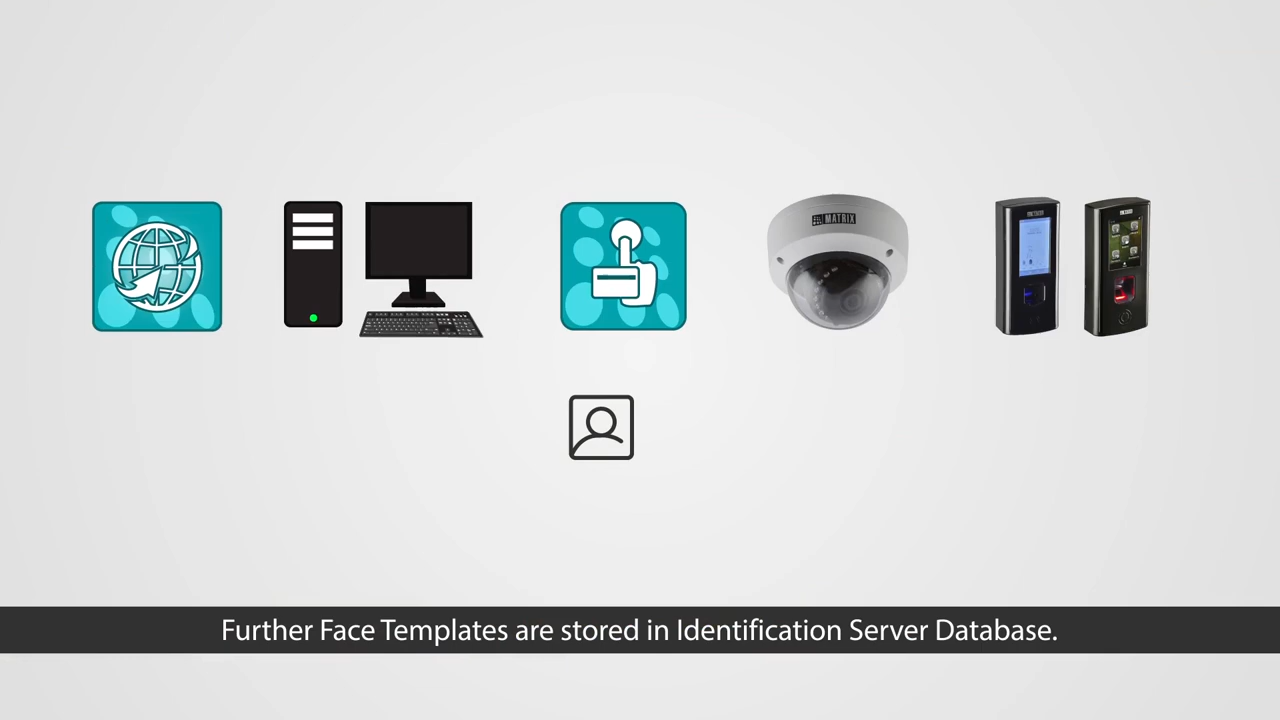 MATRIX
Further Face Templates are stored in Identification Server Database.